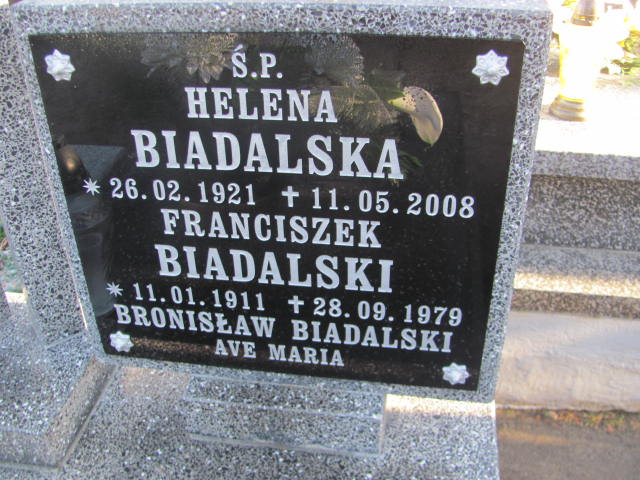 Ś.P.
HELENA
BIADALSKA
* 26.02.1921 ✝ 11.05.2008
FRANCISZEK
BIADALSKI
* 11.01.1911 ✝ 28.09.1979
BRONISŁAW BIADALSKI
AVE MARIA